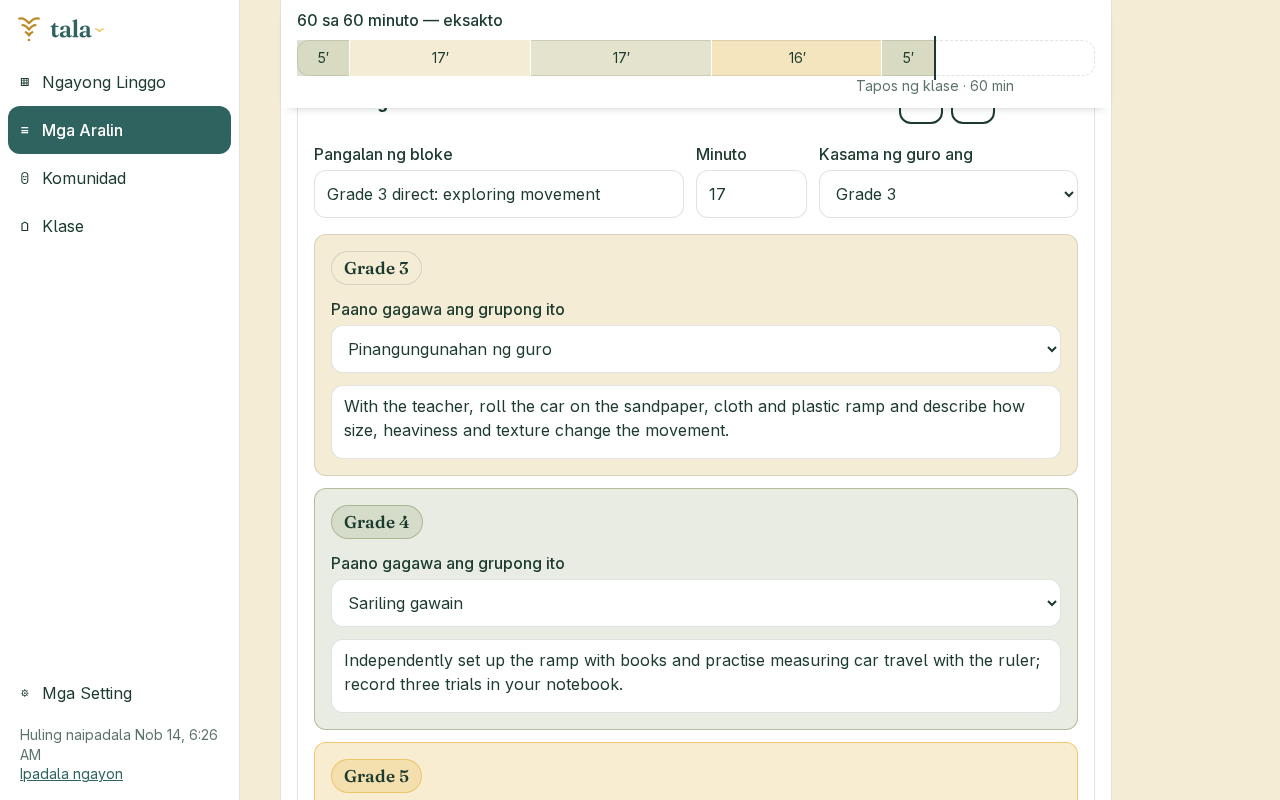 tala
Ngayong Linggo
Mga Aralin
Komunidad
Klase
Mga Setting
Huling naipadala Nob 14, 6:26
AM
Ipadala ngayon
60 sa 60 minuto — eksakto
5′ 17′ 17′ 16′ 5′
Tapos ng klase · 60 min
Pangalan ng bloke Minuto Kasama ng guro ang
Grade 3 direct: exploring movement 17 Grade 3
Grade 3
Paano gagawa ang grupong ito
Pinangungunahan ng guro
With the teacher, roll the car on the sandpaper, cloth and plastic ramp and describe how
size, heaviness and texture change the movement.
Grade 4
Paano gagawa ang grupong ito
Sariling gawain
Independently set up the ramp with books and practise measuring car travel with the ruler;
record three trials in your notebook.
Grade 5